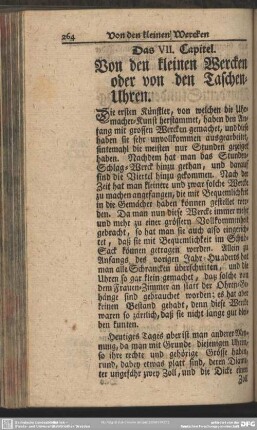 264 Von den kleinen Wercken
Das VII. Capitel.
Von den kleinen Wercken
oder von den Taschen-
Uhren.
Die ersten Künstler, von welchen die Uhr-
macher-Kunst herstammet, haben den An-
fang mit grossen Wercken gemachet, und dieselben
haben sie sehr unvollkommen ausgearbeitet,
sintemahl die meisten nur Stunden gezeiget
haben. Nachdem hat man das Stunden-
Schlag-Werck hinzu gethan, und darauf
sind die Viertel hinzu gekommen. Nach der
Zeit hat man kleinere und zwar solche Wercke
zu machen angefangen, die mit Bequemlichkeit
in die Gemächer haben können gestellet wer-
den. Da man nun diese Wercke immer mehr
und mehr zu einer grössern Vollkommenheit
gebracht, so hat man sie auch also eingerich-
tet, daß sie mit Bequemlichkeit im Schub-
Sack können getragen werden. Allein zu
Anfangs des vorigen Jahr-Hunderts hat
man alle Schrancken überschritten, und die
Uhren so gar klein gemachet, daß solche von
dem Frauen-Zimmer an statt der Ohren-Ge-
hänge sind gebrauchet worden; es hat aber
keinen Bestand gehabt, denn diese Wercke
waren so zärtlich, daß sie nicht lange gut blei-
ben kunten.
Heutiges Tages aber ist man anderer Mey-
nung, da man mit Grunde diejenigen Uhren,
so ihre rechte und gehörige Grösse haben,
rund, dabey etwas platt sind, deren Diame-
ter ungefähr zwey Zoll, und die Dicke einen
Zoll